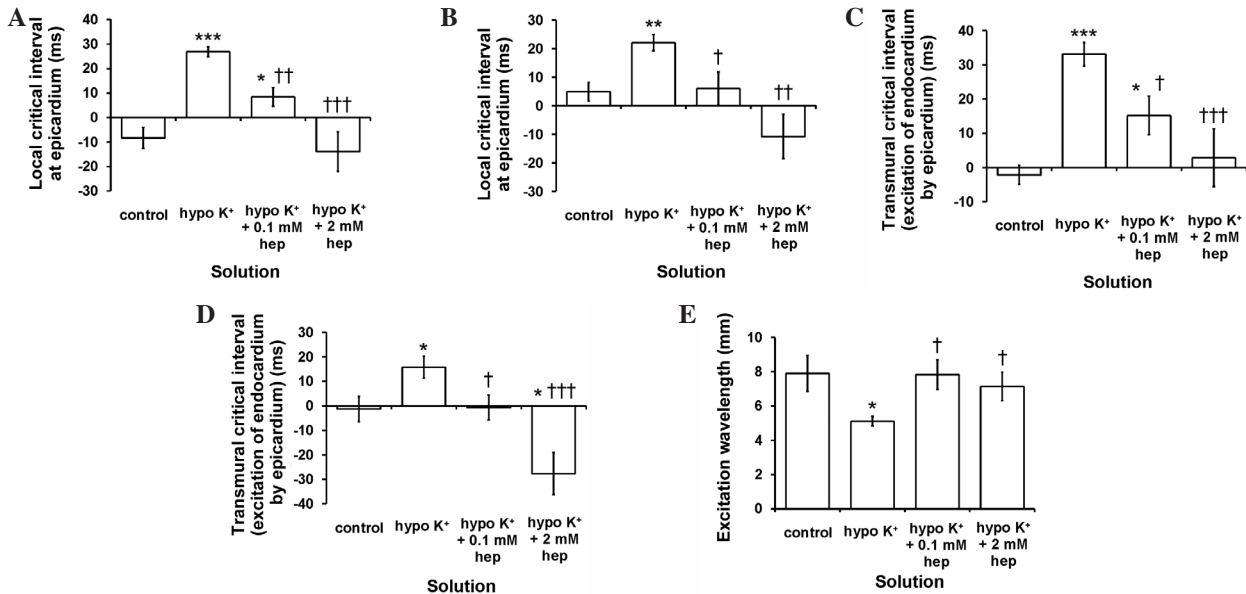 A
Local critical interval
at epicardium (ms)
40
30
20
10
0
-10
-20
-30
***
* ††
†††
control
hypo K⁺
hypo K⁺
+ 0.1 mM
hep
hypo K⁺
+ 2 mM
hep
Solution
B
Local critical interval
at epicardium (ms)
30
20
10
0
-10
-20
-30
**
†
††
control
hypo K⁺
hypo K⁺
+ 0.1 mM
hep
hypo K⁺
+ 2 mM
hep
Solution
C
Transmural critical interval
(excitation of endocardium
by epicardium) (ms)
40
30
20
10
0
-10
***
* †
†††
control
hypo K⁺
hypo K⁺
+ 0.1 mM
hep
hypo K⁺
+ 2 mM
hep
Solution
D
Transmural critical interval
(excitation of endocardium
by epicardium) (ms)
30
20
10
0
-10
-20
-30
-40
*
†
* †††
control
hypo K⁺
hypo K⁺
+ 0.1 mM
hep
hypo K⁺
+ 2 mM
hep
Solution
E
Excitation wavelength (mm)
10
8
6
4
2
0
*
†
†
control
hypo K⁺
hypo K⁺
+ 0.1 mM
hep
hypo K⁺
+ 2 mM
hep
Solution